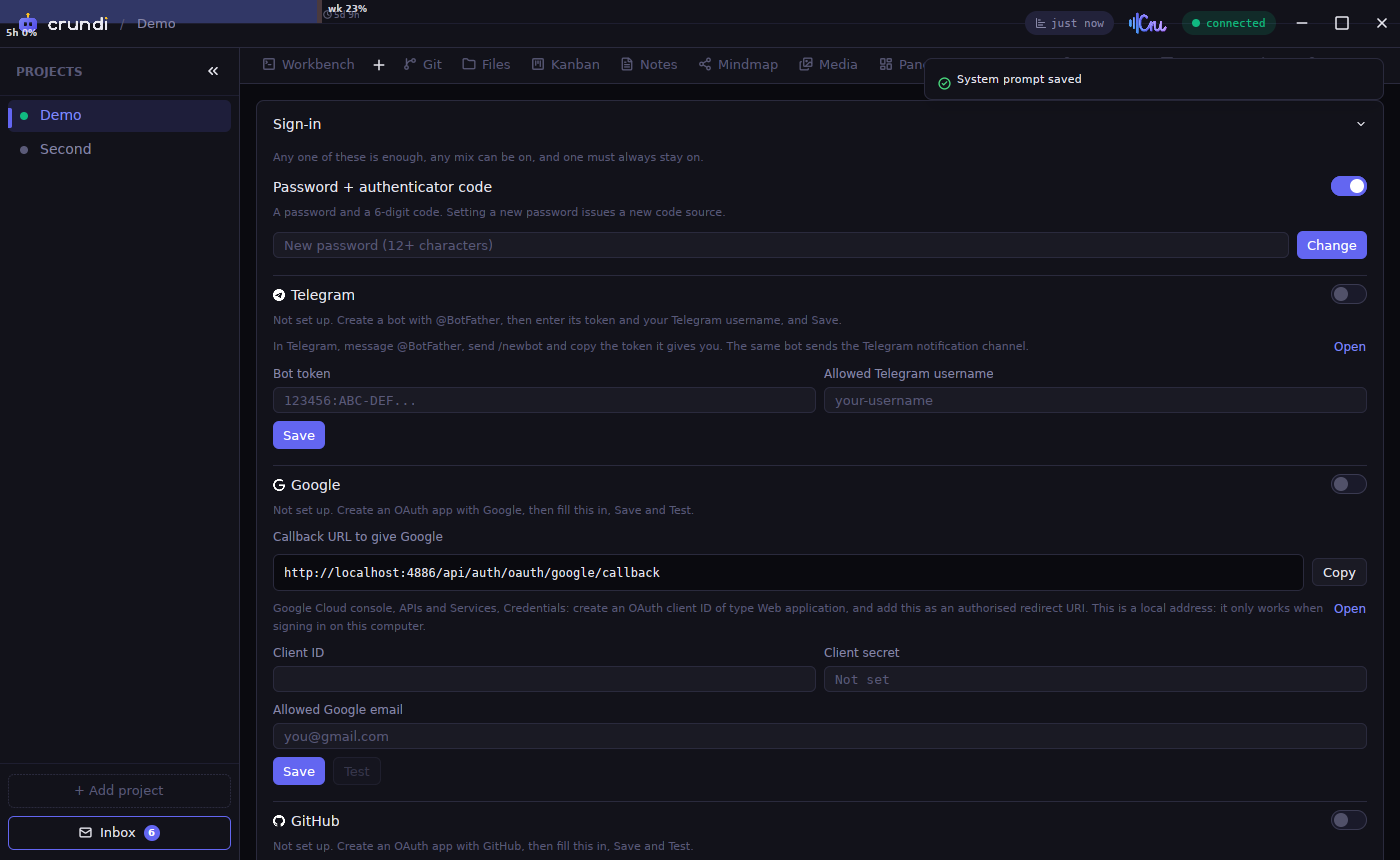 wk 23%
5d 9h
5h 0%
crundi / Demo
just now
connected
PROJECTS
Workbench
Git
Files
Kanban
Notes
Mindmap
Media
System prompt saved
Demo
Second
Sign-in
Any one of these is enough, any mix can be on, and one must always stay on.
Password + authenticator code
A password and a 6-digit code. Setting a new password issues a new code source.
New password (12+ characters)
Change
Telegram
Not set up. Create a bot with @BotFather, then enter its token and your Telegram username, and Save.
In Telegram, message @BotFather, send /newbot and copy the token it gives you. The same bot sends the Telegram notification channel.
Open
Bot token
Allowed Telegram username
123456:ABC-DEF...
your-username
Save
Google
Not set up. Create an OAuth app with Google, then fill this in, Save and Test.
Callback URL to give Google
http://localhost:4886/api/auth/oauth/google/callback
Copy
Google Cloud console, APIs and Services, Credentials: create an OAuth client ID of type Web application, and add this as an authorised redirect URI. This is a local address: it only works when
signing in on this computer.
Open
Client ID
Client secret
Not set
Allowed Google email
you@gmail.com
Save
Test
GitHub
Not set up. Create an OAuth app with GitHub, then fill this in, Save and Test.
+ Add project
Inbox 6